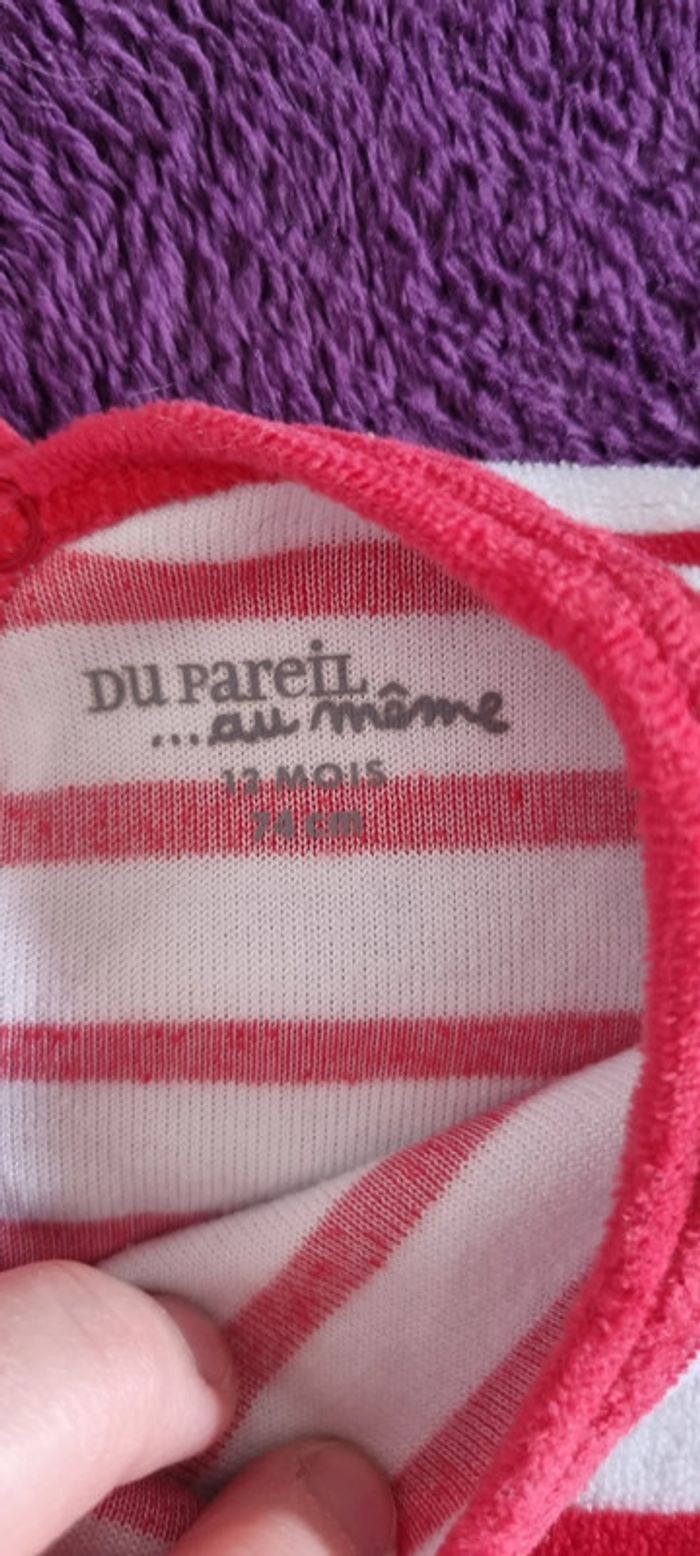 DU PareiL
...au même
12 MOIS
74 cm